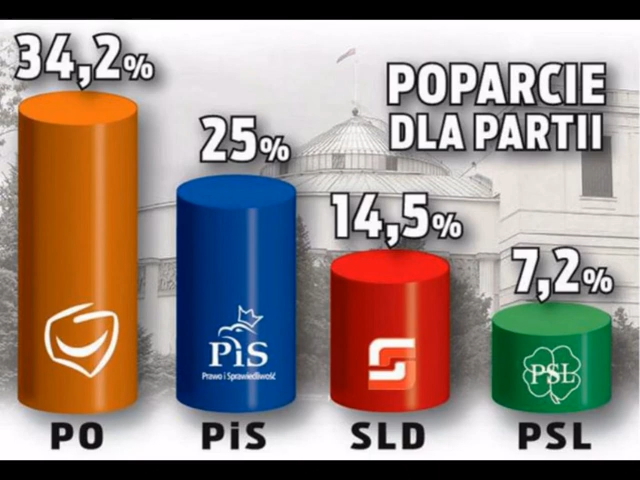 34,2%
25%
14,5%
7,2%
POPARCIE
DLA PARTII
PiS
Prawo i Sprawiedliwość
PSL
PO
PiS
SLD
PSL